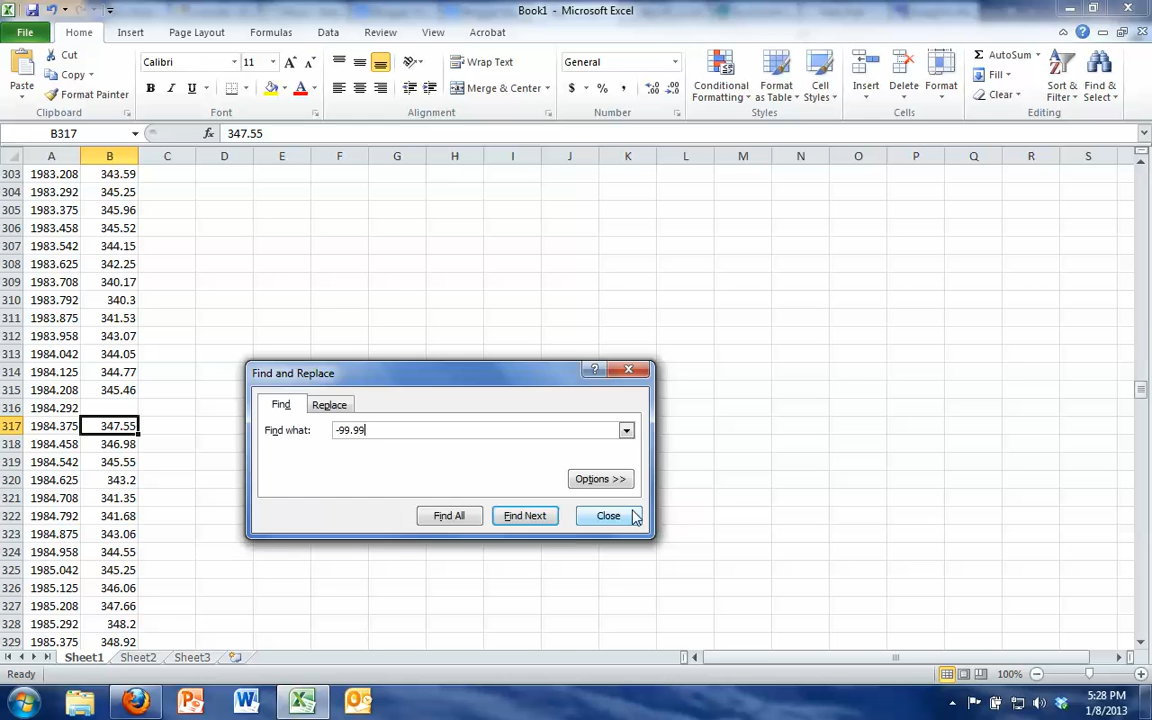 Book1 - Microsoft Excel
File Home Insert Page Layout Formulas Data Review View Acrobat
Paste
Cut
Copy
Format Painter
Clipboard
Calibri 11
B I U A
Font
Wrap Text
Merge & Center
Alignment
General
$ % ,
Number
Conditional Formatting
Format as Table
Cell Styles
Styles
Insert Delete Format
Cells
Σ AutoSum
Fill
Clear
Sort & Filter
Find & Select
Editing
B317 fx 347.55
A B C D E F G H I J K L M N O P Q R S
303 1983.208 343.59
304 1983.292 345.25
305 1983.375 345.96
306 1983.458 345.52
307 1983.542 344.15
308 1983.625 342.25
309 1983.708 340.17
310 1983.792 340.3
311 1983.875 341.53
312 1983.958 343.07
313 1984.042 344.05
314 1984.125 344.77
315 1984.208 345.46
316 1984.292
317 1984.375 347.55
318 1984.458 346.98
319 1984.542 345.55
320 1984.625 343.2
321 1984.708 341.35
322 1984.792 341.68
323 1984.875 343.06
324 1984.958 344.55
325 1985.042 345.25
326 1985.125 346.06
327 1985.208 347.66
328 1985.292 348.2
329 1985.375 348.92
Find and Replace
Find Replace
Find what: -99.99
Options >>
Find All Find Next Close
Sheet1 Sheet2 Sheet3
Ready 100%
5:28 PM
1/8/2013